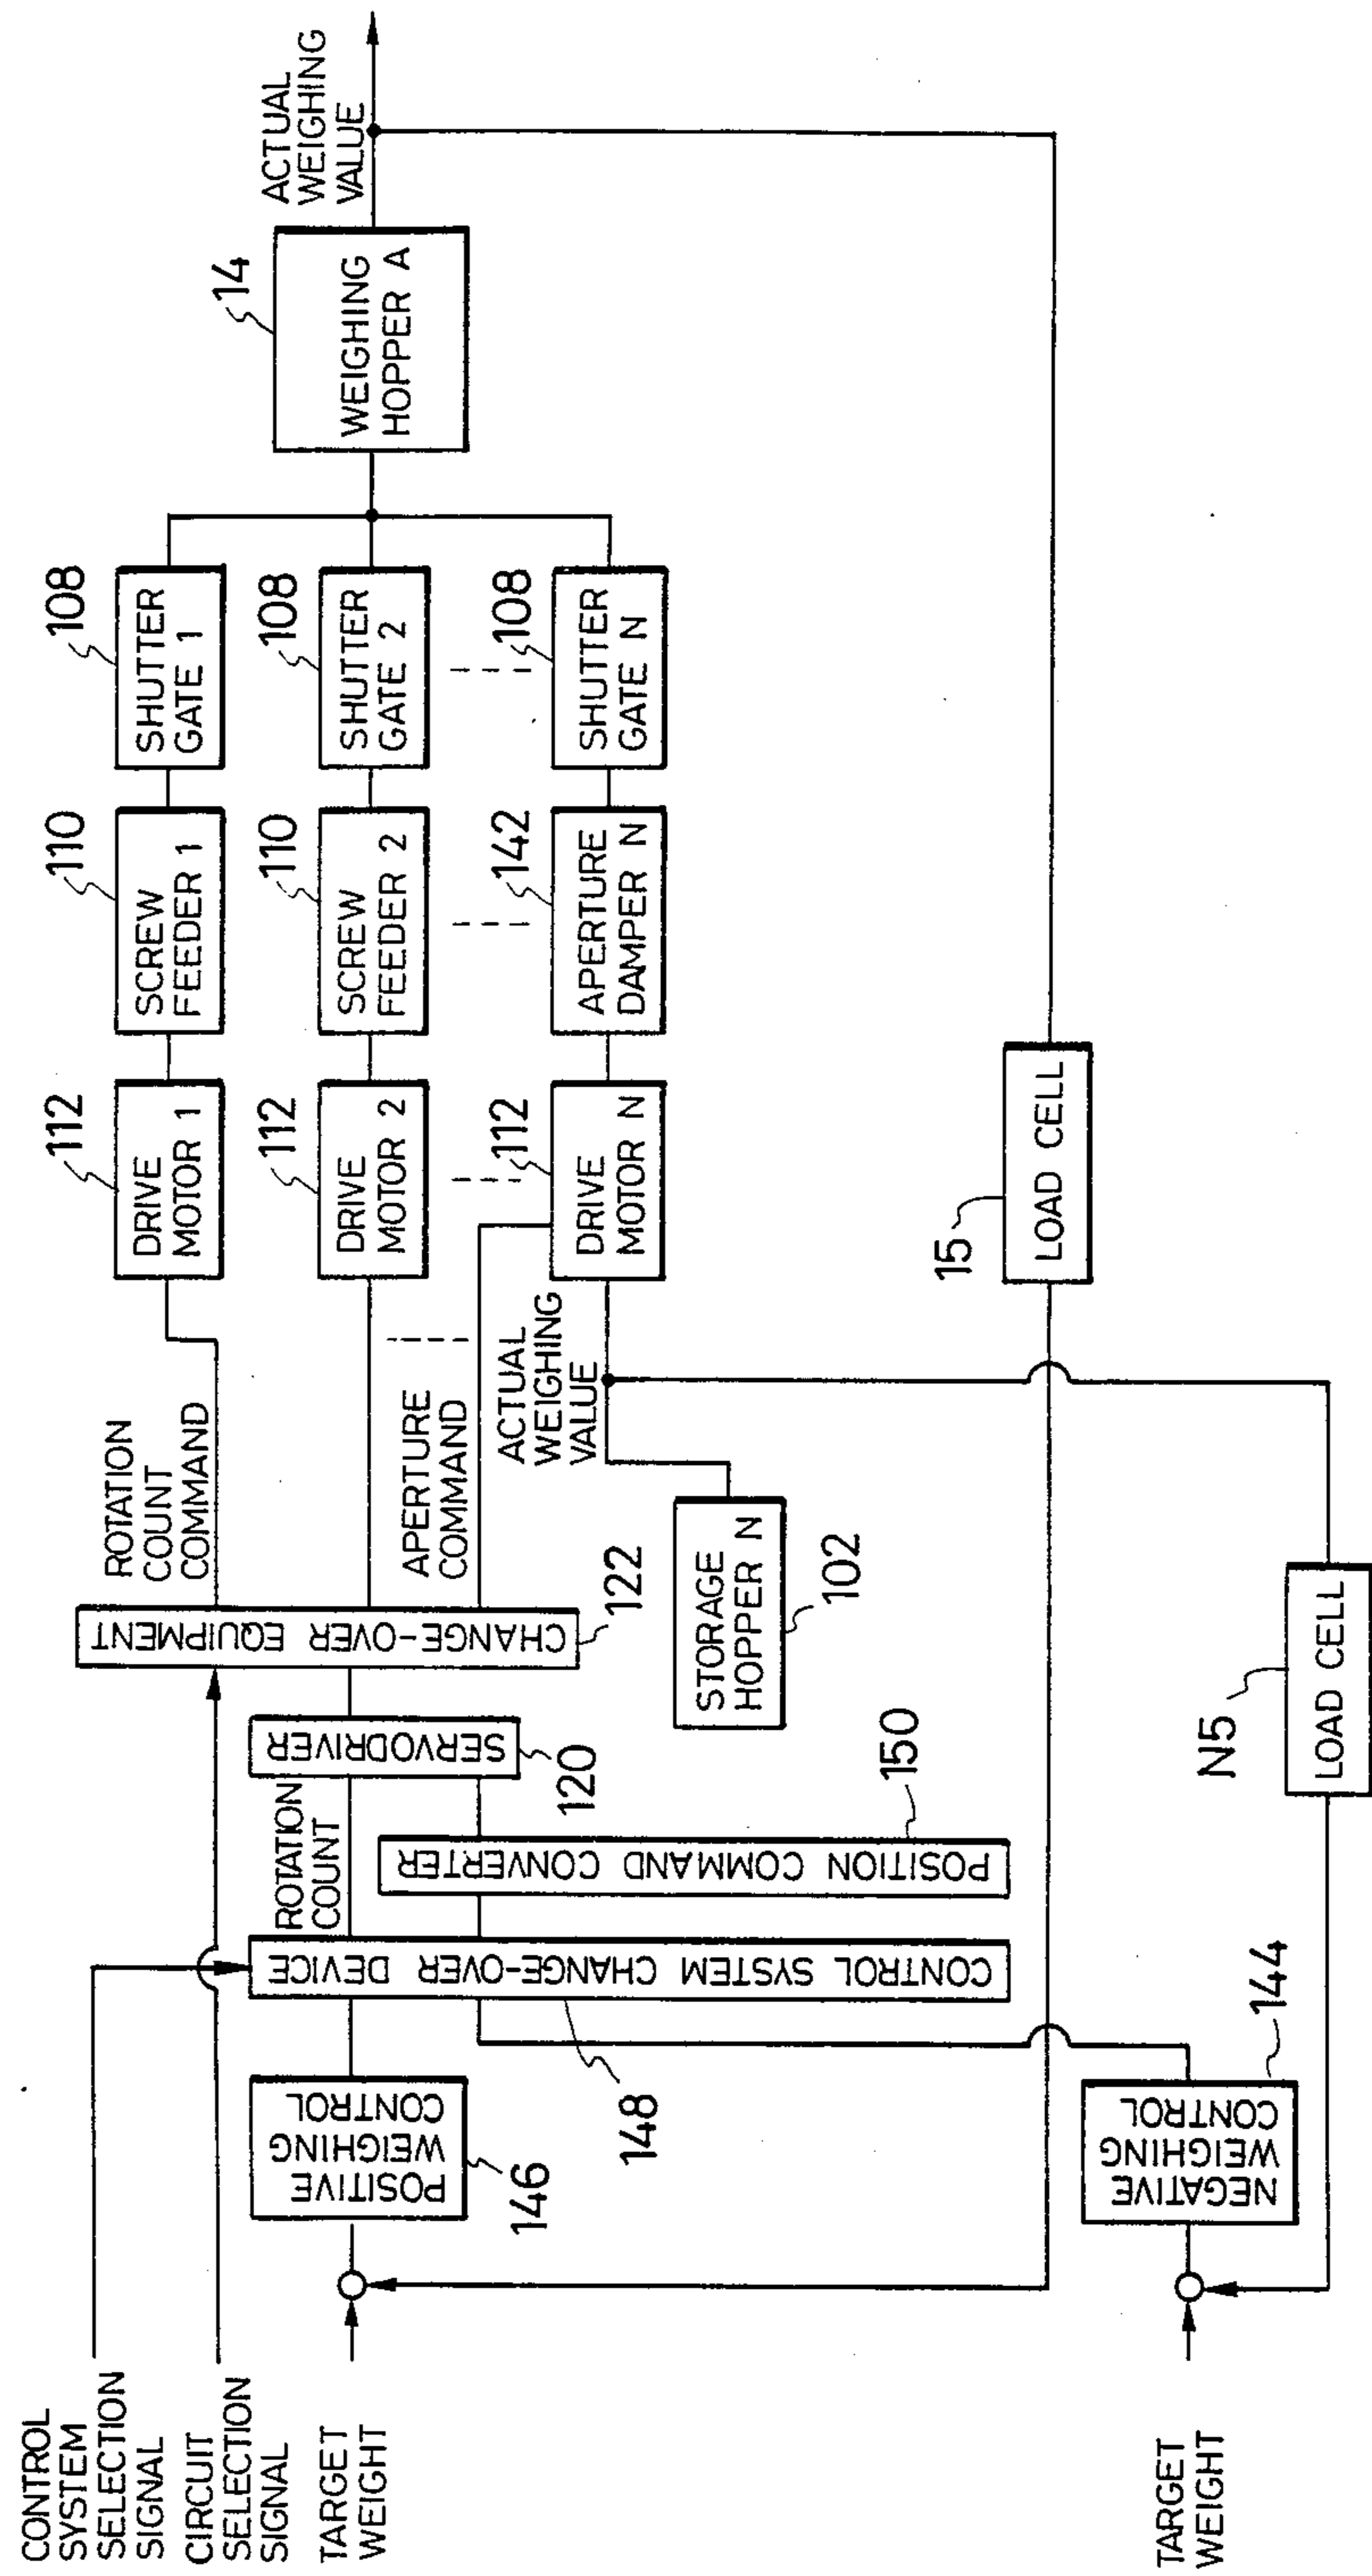 CONTROL
SYSTEM
SELECTION
SIGNAL
CIRCUIT
SELECTION
SIGNAL
TARGET
WEIGHT
TARGET
WEIGHT
POSITIVE
WEIGHING
CONTROL
146
NEGATIVE
WEIGHING
CONTROL
144
CONTROL SYSTEM CHANGE-OVER DEVICE
148
ROTATION
COUNT
POSITION COMMAND CONVERTER
150
SERVODRIVER
120
CHANGE-OVER EQUIPMENT
122
ROTATION
COUNT
COMMAND
APERTURE
COMMAND
ACTUAL
WEIGHING
VALUE
STORAGE
HOPPER N
102
LOAD CELL
N5
LOAD CELL
15
DRIVE
MOTOR 1
112
DRIVE
MOTOR 2
112
DRIVE
MOTOR N
112
SCREW
FEEDER 1
110
SCREW
FEEDER 2
110
APERTURE
DAMPER N
142
SHUTTER
GATE 1
108
SHUTTER
GATE 2
108
SHUTTER
GATE N
108
WEIGHING
HOPPER A
14
ACTUAL
WEIGHING
VALUE